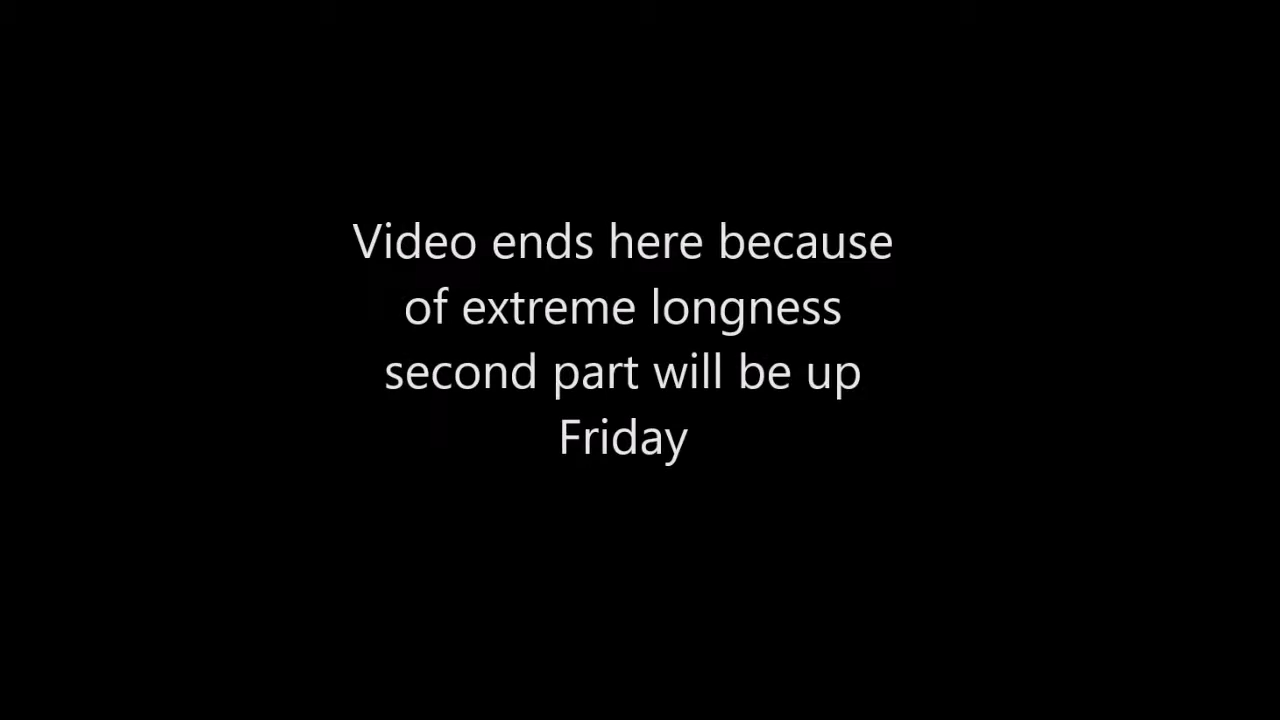 Video ends here because
of extreme longness
second part will be up
Friday